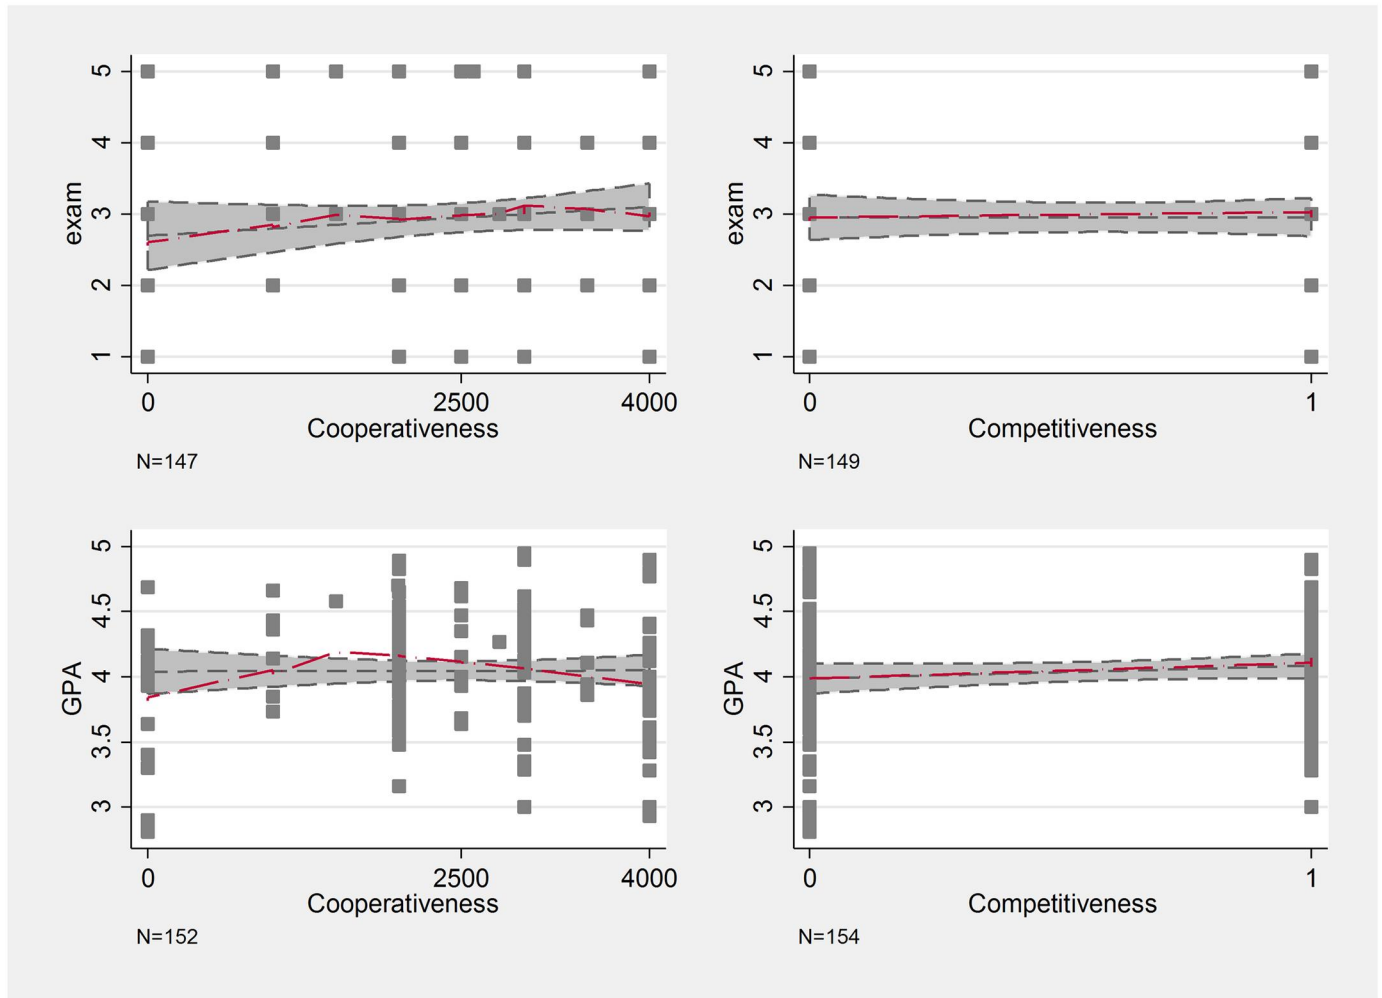 exam
5
4
3
2
1
0 2500 4000
Cooperativeness
N=147
exam
5
4
3
2
1
0 1
Competitiveness
N=149
GPA
5
4.5
4
3.5
3
0 2500 4000
Cooperativeness
N=152
GPA
5
4.5
4
3.5
3
0 1
Competitiveness
N=154